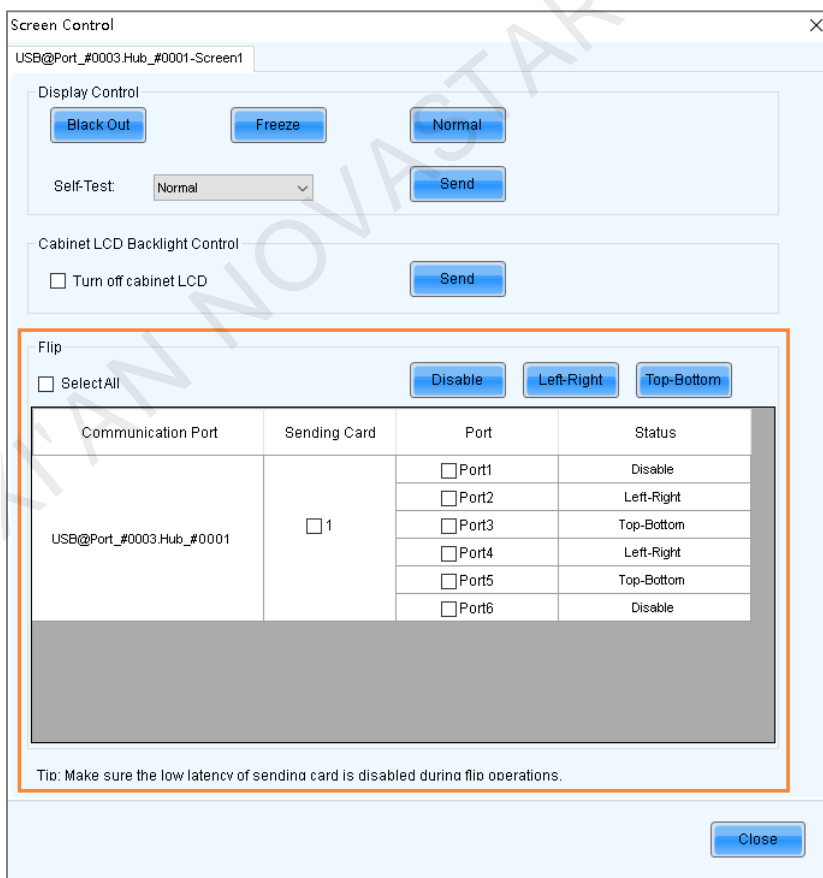 Screen Control
USB@Port_#0003.Hub_#0001-Screen1
Display Control
Black Out Freeze Normal
Self-Test: Normal Send
Cabinet LCD Backlight Control
Turn off cabinet LCD Send
Flip
SelectAll Disable Left-Right Top-Bottom
Communication Port Sending Card Port Status
Port1 Disable
Port2 Left-Right
USB@Port_#0003.Hub_#0001 1 Port3 Top-Bottom
Port4 Left-Right
Port5 Top-Bottom
Port6 Disable
Tip: Make sure the low latency of sending card is disabled during flip operations.
Close
XI'AN NOVASTAR